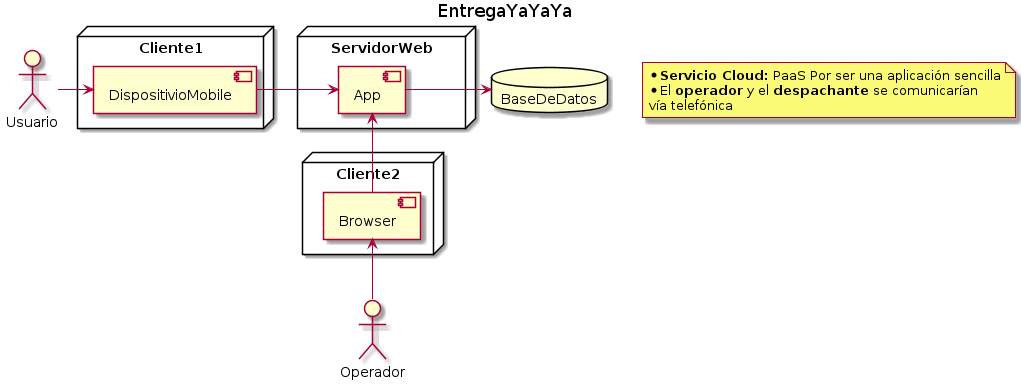 EntregaYaYaYa
Cliente1
ServidorWeb
DispositivioMobile
App
BaseDeDatos
Usuario
• Servicio Cloud: PaaS Por ser una aplicación sencilla
• El operador y el despachante se comunicarían
vía telefónica
Cliente2
Browser
Operador